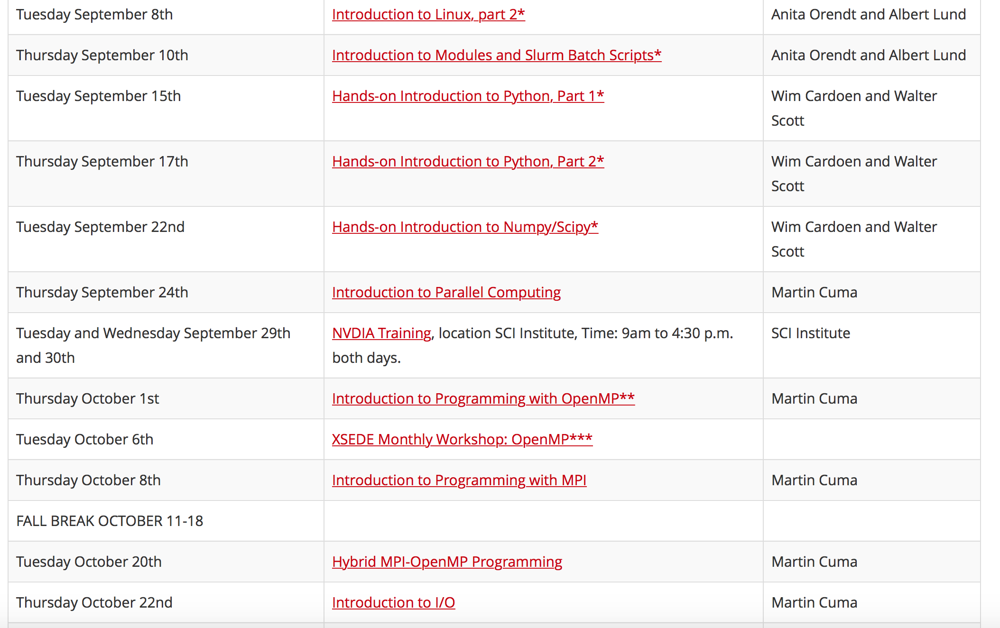 Tuesday September 8th
Introduction to Linux, part 2*
Anita Orendt and Albert Lund
Thursday September 10th
Introduction to Modules and Slurm Batch Scripts*
Anita Orendt and Albert Lund
Tuesday September 15th
Hands-on Introduction to Python, Part 1*
Wim Cardoen and Walter
Scott
Thursday September 17th
Hands-on Introduction to Python, Part 2*
Wim Cardoen and Walter
Scott
Tuesday September 22nd
Hands-on Introduction to Numpy/Scipy*
Wim Cardoen and Walter
Scott
Thursday September 24th
Introduction to Parallel Computing
Martin Cuma
Tuesday and Wednesday September 29th
and 30th
NVDIA Training, location SCI Institute, Time: 9am to 4:30 p.m.
both days.
SCI Institute
Thursday October 1st
Introduction to Programming with OpenMP**
Martin Cuma
Tuesday October 6th
XSEDE Monthly Workshop: OpenMP***
Thursday October 8th
Introduction to Programming with MPI
Martin Cuma
FALL BREAK OCTOBER 11-18
Tuesday October 20th
Hybrid MPI-OpenMP Programming
Martin Cuma
Thursday October 22nd
Introduction to I/O
Martin Cuma